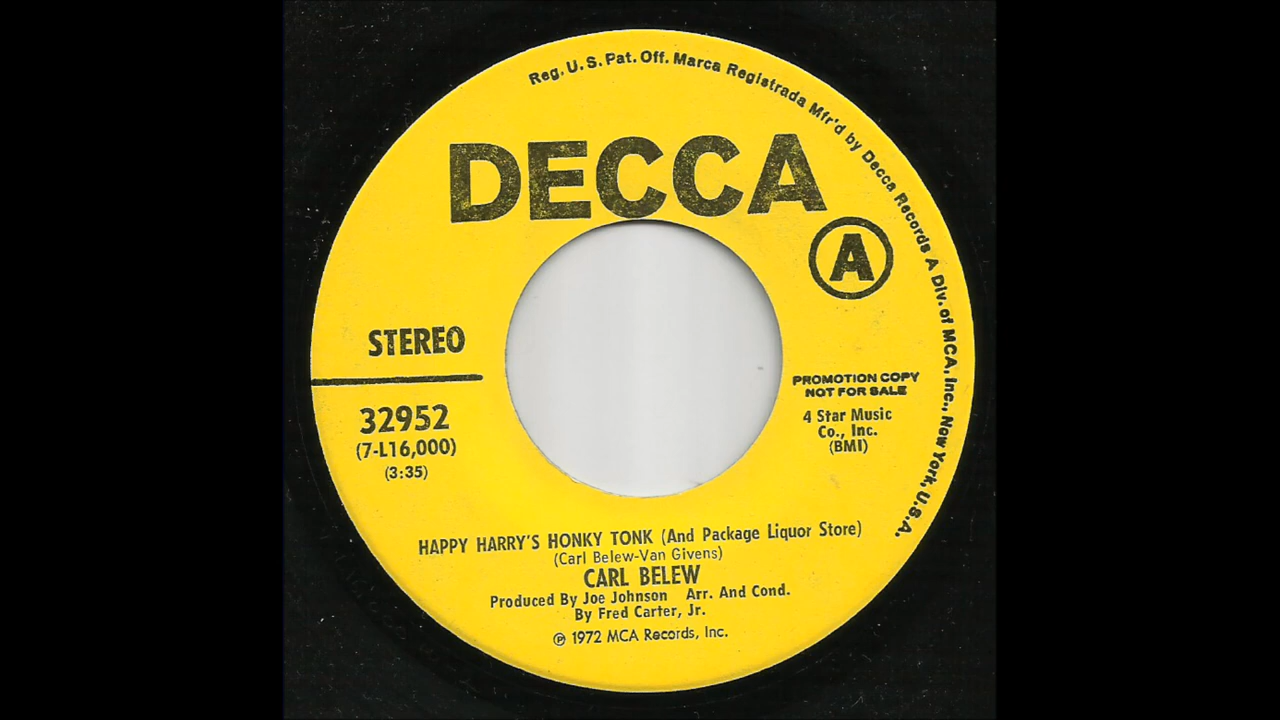 Reg. U.S. Pat. Off. Marca Registrada Mfr'd by Decca Records A Div. of MCA, Inc., New York, U.S.A.
DECCA
A
STEREO
PROMOTION COPY
NOT FOR SALE
32952
(7-L16,000)
(3:35)
4 Star Music
Co., Inc.
(BMI)
HAPPY HARRY'S HONKY TONK (And Package Liquor Store)
(Carl Belew-Van Givens)
CARL BELEW
Produced By Joe Johnson Arr. And Cond.
By Fred Carter, Jr.
℗ 1972 MCA Records, Inc.